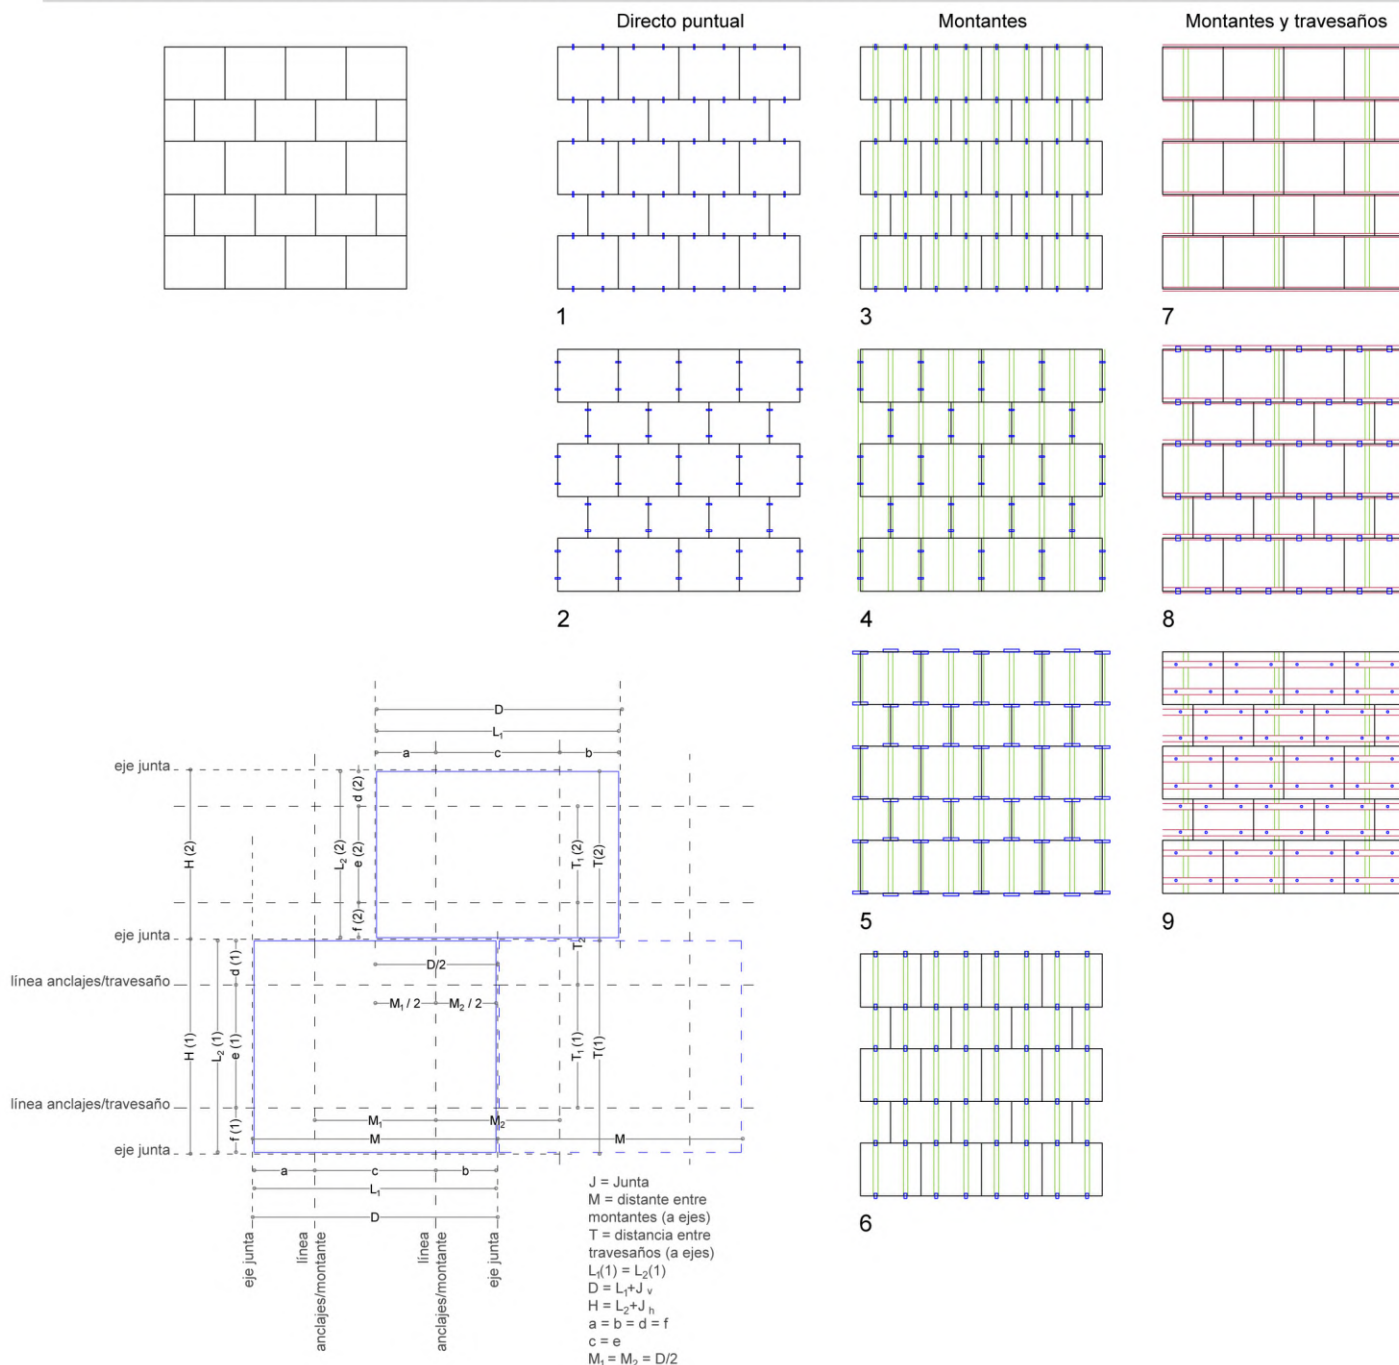 Directo puntual
Montantes
Montantes y travesaños
1
3
7
2
4
8
5
9
6
D
L₁
a
c
b
eje junta
d (2)
H (2)
L₂ (2)
e (2)
T₁ (2)
T(2)
f (2)
eje junta
T₂
d (1)
D/2
línea anclajes/travesaño
M₁ / 2
M₂ / 2
H (1)
L₂ (1)
e (1)
T₁ (1)
T(1)
línea anclajes/travesaño
M₁
M₂
f (1)
M
M
eje junta
a
c
b
L₁
D
eje junta
línea
anclajes/montante
línea
anclajes/montante
eje junta
J = Junta
M = distante entre
montantes (a ejes)
T = distancia entre
travesaños (a ejes)
L₁(1) = L₂(1)
D = L₁+J ᵥ
H = L₂+J ₕ
a = b = d = f
c = e
M₁ = M₂ = D/2